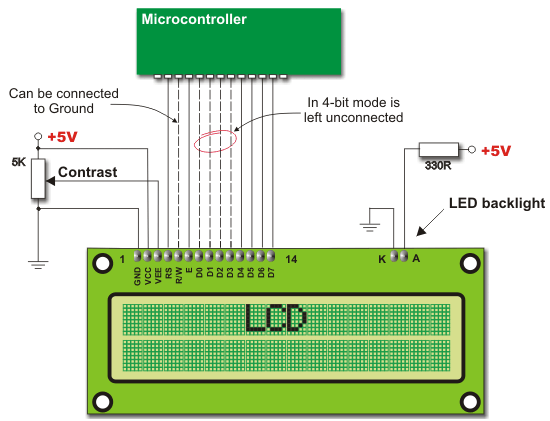 Microcontroller
Can be connected
to Ground
In 4-bit mode is
left unconnected
+5V
5K
Contrast
+5V
330R
LED backlight
1
14
K
A
GND
VCC
VEE
RS
R/W
E
D0
D1
D2
D3
D4
D5
D6
D7
LCD